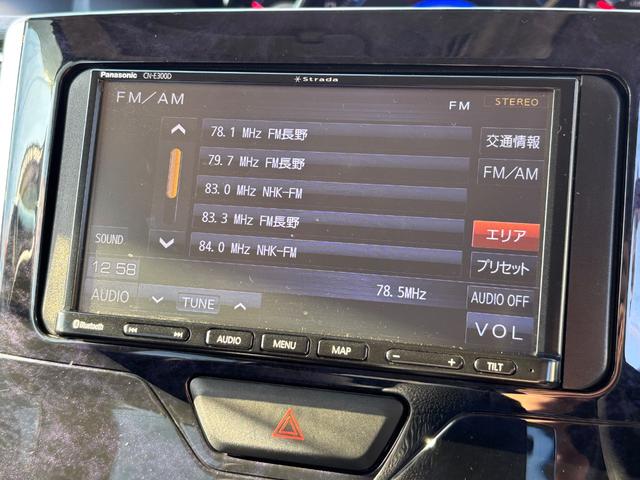 Panasonic CN-E300D
Strada
FM/AM
FM STEREO
78.1 MHz FM長野
79.7 MHz FM長野
83.0 MHz NHK-FM
83.3 MHz FM長野
84.0 MHz NHK-FM
交通情報
FM/AM
エリア
プリセット
SOUND
12 58
78.5MHz
AUDIO OFF
AUDIO
TUNE
VOL
Bluetooth
AUDIO
MENU
MAP
− +
TILT